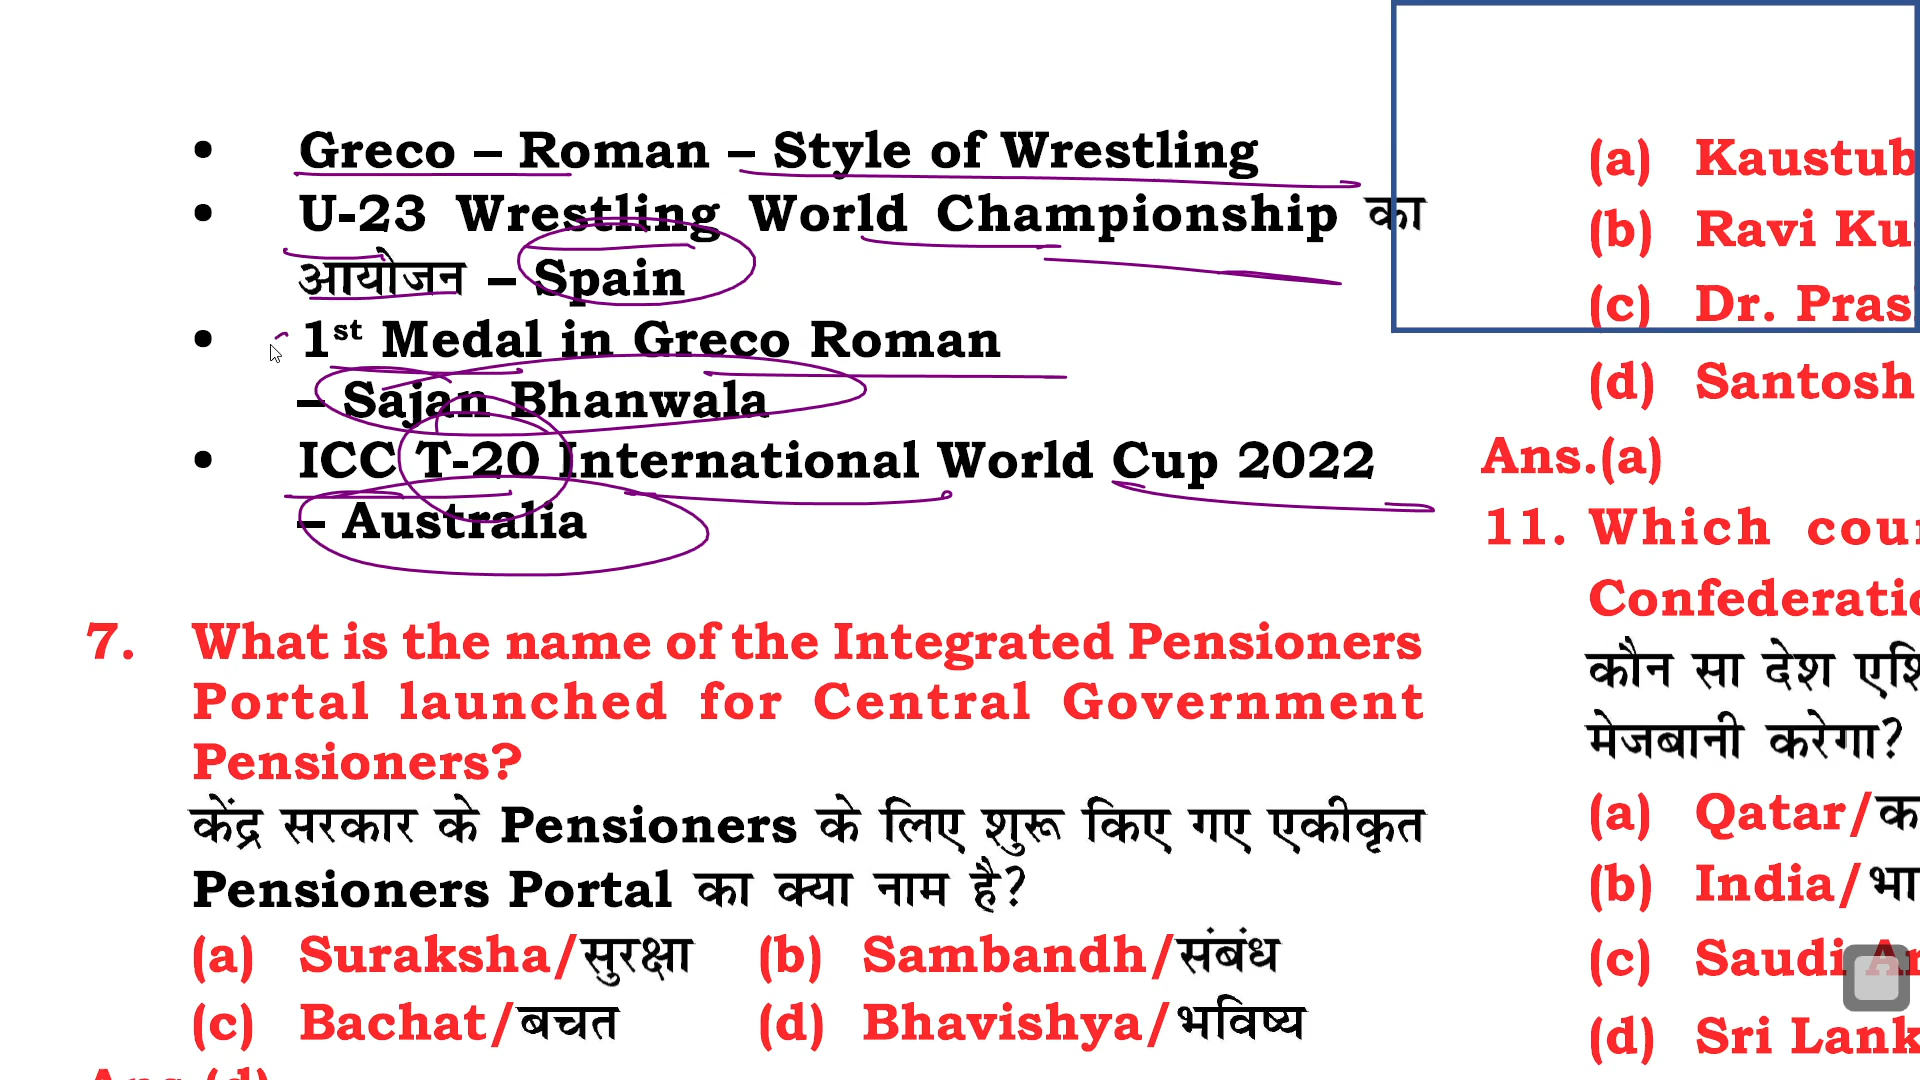 • Greco – Roman – Style of Wrestling
• U-23 Wrestling World Championship का
आयोजन – Spain
• 1st Medal in Greco Roman
– Sajan Bhanwala
• ICC T-20 International World Cup 2022
– Australia
7. What is the name of the Integrated Pensioners
Portal launched for Central Government
Pensioners?
केंद्र सरकार के Pensioners के लिए शुरू किए गए एकीकृत
Pensioners Portal का क्या नाम है?
(a) Suraksha/सुरक्षा (b) Sambandh/संबंध
(c) Bachat/बचत (d) Bhavishya/भविष्य
Ans.(d)
(a) Kaustub
(b) Ravi Ku
(c) Dr. Pras
(d) Santosh
Ans.(a)
11. Which cou
Confederati
कौन सा देश एशि
मेजबानी करेगा?
(a) Qatar/क
(b) India/भा
(c) Saudi Ar
(d) Sri Lank